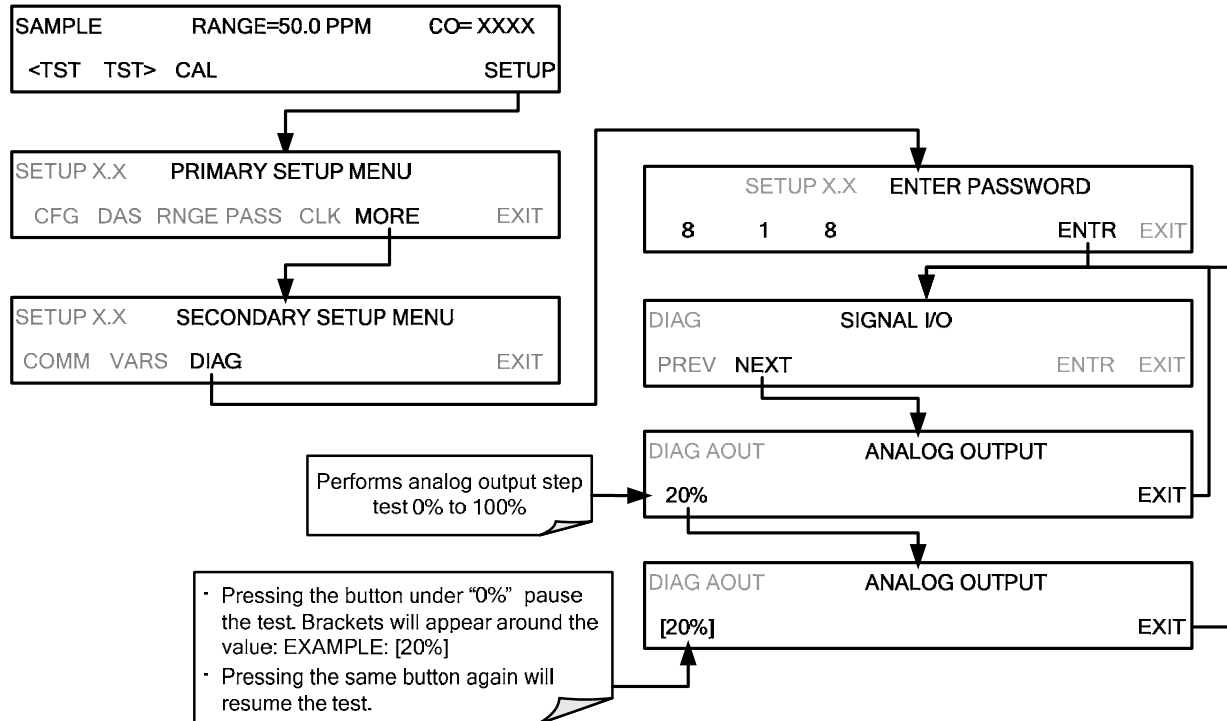 SAMPLE RANGE=50.0 PPM CO= XXXX
<TST TST> CAL SETUP
SETUP X.X PRIMARY SETUP MENU
CFG DAS RNGE PASS CLK MORE EXIT
SETUP X.X SECONDARY SETUP MENU
COMM VARS DIAG EXIT
SETUP X.X ENTER PASSWORD
8 1 8 ENTR EXIT
DIAG SIGNAL I/O
PREV NEXT ENTR EXIT
DIAG AOUT ANALOG OUTPUT
20% EXIT
Performs analog output step
test 0% to 100%
DIAG AOUT ANALOG OUTPUT
[20%] EXIT
· Pressing the button under “0%” pause
the test. Brackets will appear around the
value: EXAMPLE: [20%]
· Pressing the same button again will
resume the test.